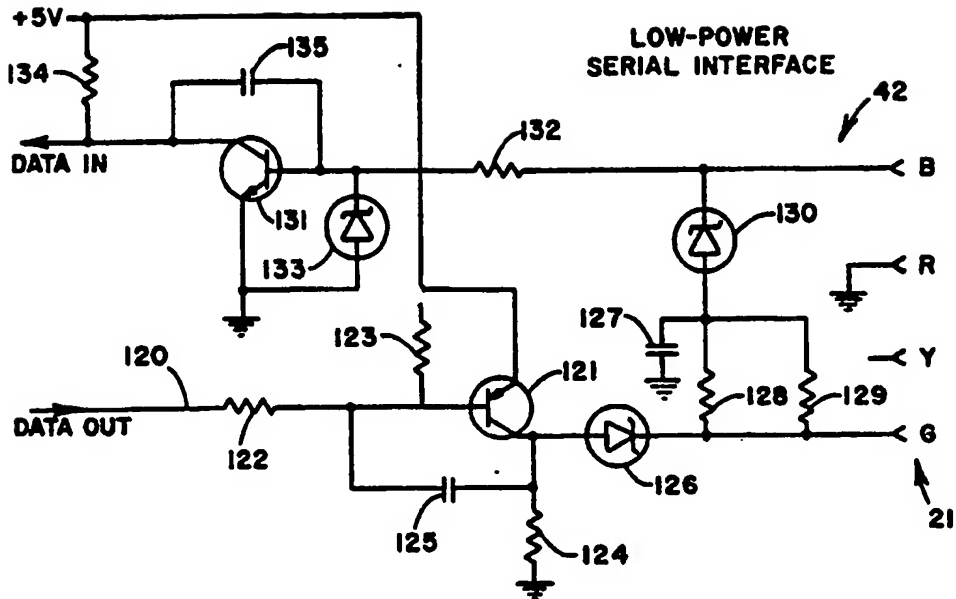 +5V
135
LOW-POWER
SERIAL INTERFACE
134
42
132
DATA IN
B
131
130
133
R
127
123
121
Y
120
128
129
DATA OUT
122
G
126
125
124
21